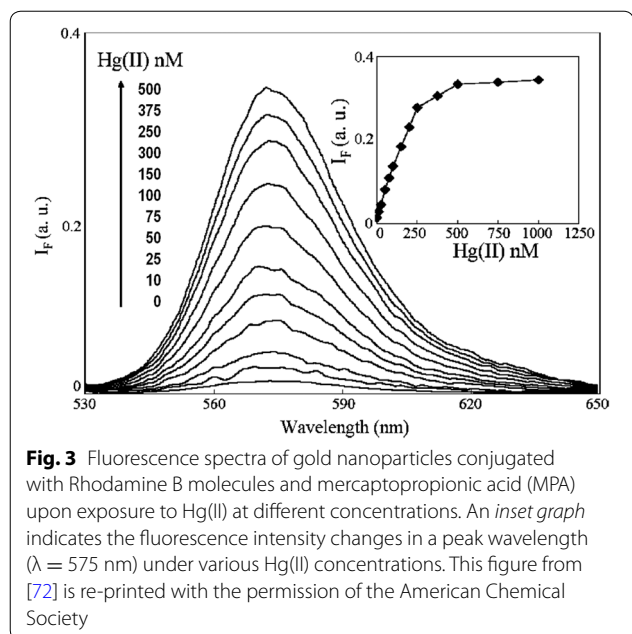 0.4
Hg(II) nM
500
375
250
300
150
100
75
50
25
10
0
I_F (a. u.)
0.2
0
530 560 590 620 650
Wavelength (nm)
0.4
I_F (a. u.)
0.2
0
0 250 500 750 1000 1250
Hg(II) nM
Fig. 3 Fluorescence spectra of gold nanoparticles conjugated
with Rhodamine B molecules and mercaptopropionic acid (MPA)
upon exposure to Hg(II) at different concentrations. An inset graph
indicates the fluorescence intensity changes in a peak wavelength
(λ = 575 nm) under various Hg(II) concentrations. This figure from
[72] is re-printed with the permission of the American Chemical
Society